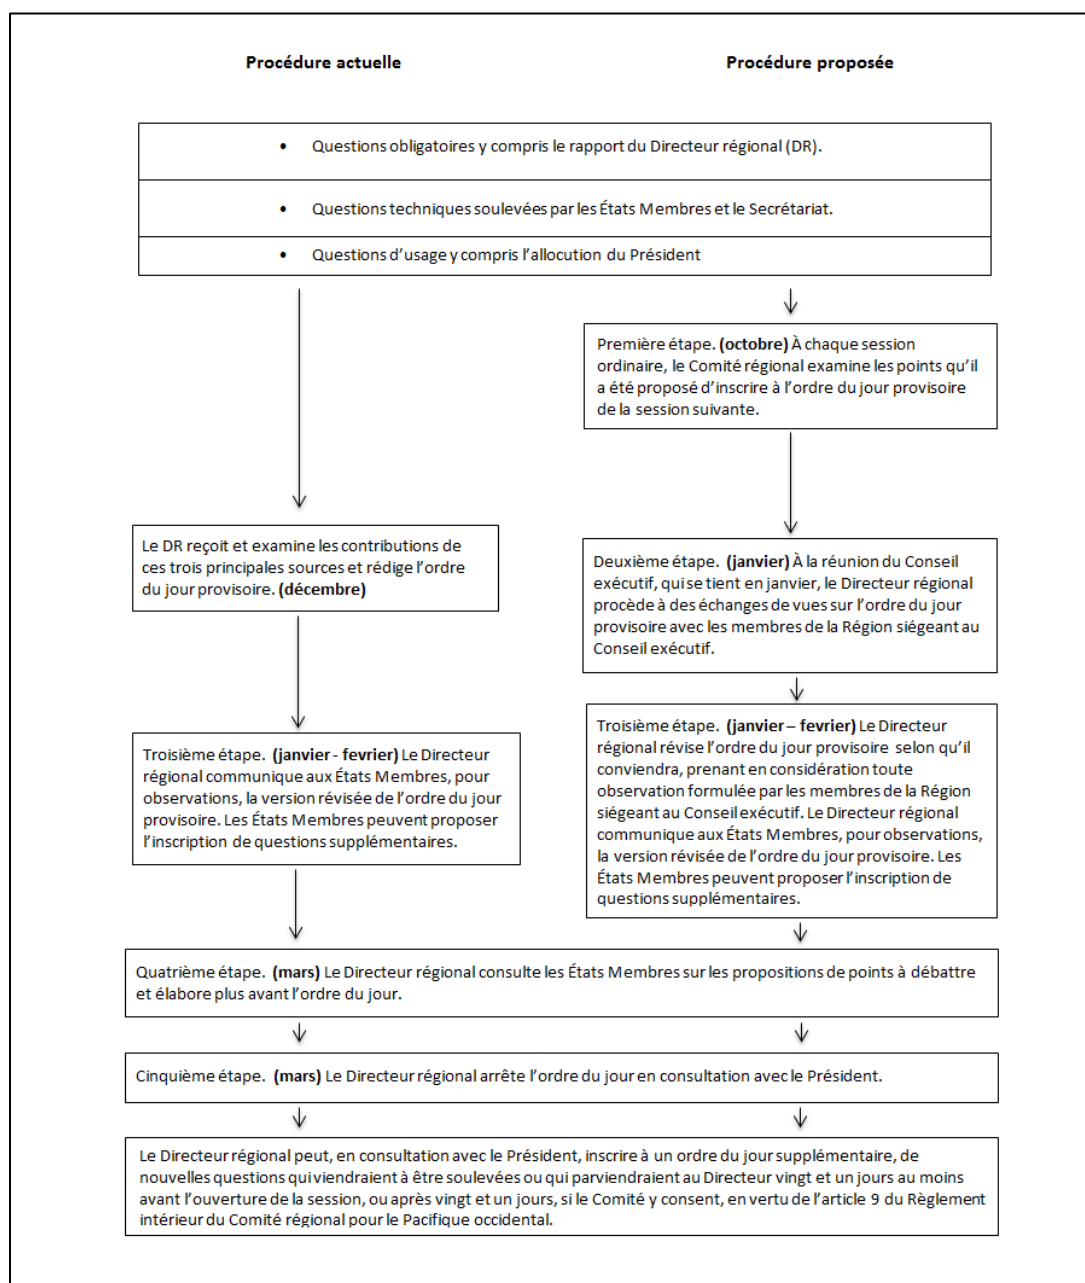 Procédure actuelle
Procédure proposée
• Questions obligatoires y compris le rapport du Directeur régional (DR).
• Questions techniques soulevées par les États Membres et le Secrétariat.
• Questions d’usage y compris l’allocution du Président
Première étape. (octobre) À chaque session
ordinaire, le Comité régional examine les points qu’il
a été proposé d’inscrire à l’ordre du jour provisoire
de la session suivante.
Le DR reçoit et examine les contributions de
ces trois principales sources et rédige l’ordre
du jour provisoire. (décembre)
Deuxième étape. (janvier) À la réunion du Conseil
exécutif, qui se tient en janvier, le Directeur régional
procède à des échanges de vues sur l’ordre du jour
provisoire avec les membres de la Région siégeant au
Conseil exécutif.
Troisième étape. (janvier - fevrier) Le Directeur
régional communique aux États Membres, pour
observations, la version révisée de l’ordre du jour
provisoire. Les États Membres peuvent proposer
l’inscription de questions supplémentaires.
Troisième étape. (janvier – fevrier) Le Directeur
régional révise l’ordre du jour provisoire selon qu’il
conviendra, prenant en considération toute
observation formulée par les membres de la Région
siégeant au Conseil exécutif. Le Directeur régional
communique aux États Membres, pour observations,
la version révisée de l’ordre du jour provisoire. Les
États Membres peuvent proposer l’inscription de
questions supplémentaires.
Quatrième étape. (mars) Le Directeur régional consulte les États Membres sur les propositions de points à débattre
et élabore plus avant l’ordre du jour.
Cinquième étape. (mars) Le Directeur régional arrête l’ordre du jour en consultation avec le Président.
Le Directeur régional peut, en consultation avec le Président, inscrire à un ordre du jour supplémentaire, de
nouvelles questions qui viendraient à être soulevées ou qui parviendraient au Directeur vingt et un jours au moins
avant l’ouverture de la session, ou après vingt et un jours, si le Comité y consent, en vertu de l’article 9 du Règlement
intérieur du Comité régional pour le Pacifique occidental.